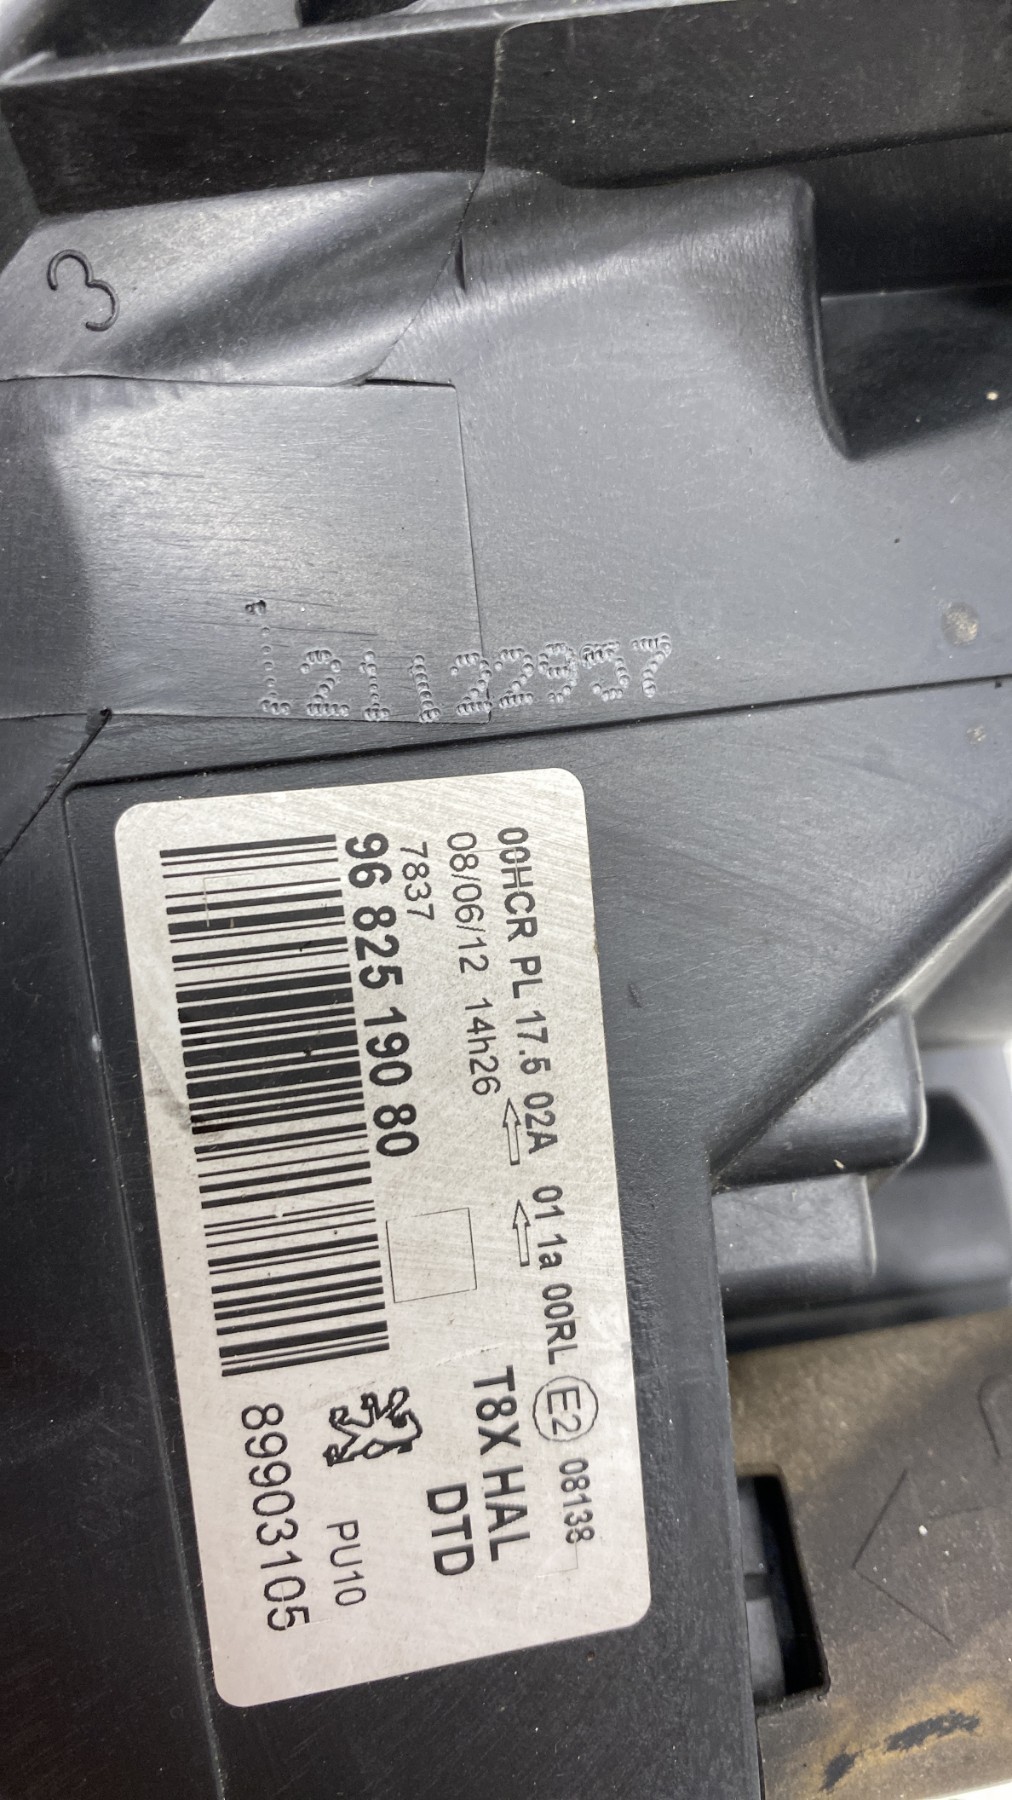 3
121122957
00HCR PL 17.5 02A 01 1a 00RL E2 08138
08/06/12 14h26
T8X HAL
7837
DTD
96 825 190 80
PU10
89903105